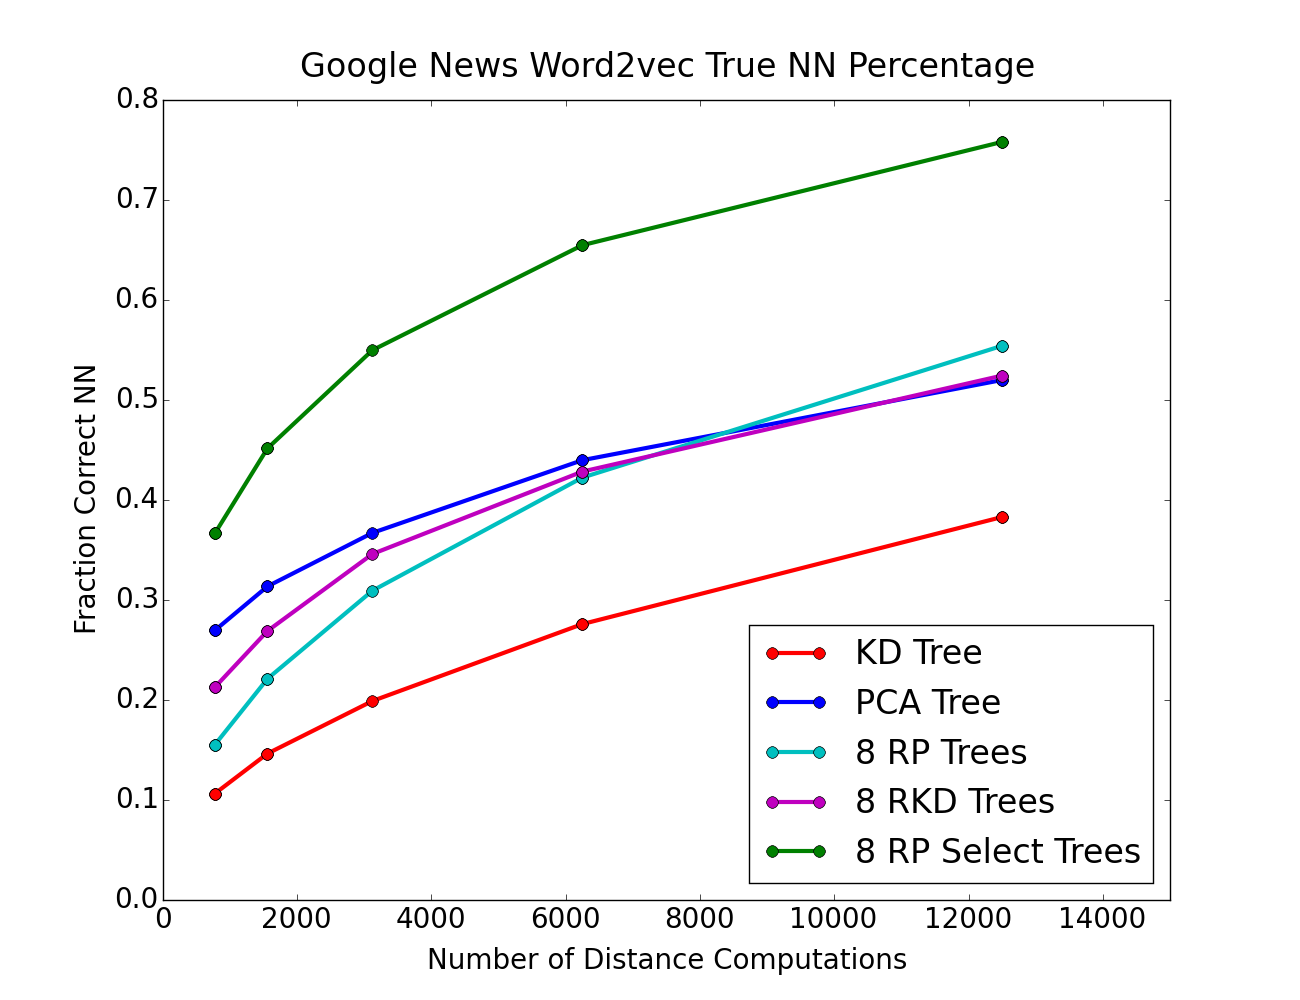 Google News Word2vec True NN Percentage
0.8
0.7
0.6
0.5
0.4
0.3
0.2
0.1
0.0
Fraction Correct NN
KD Tree
PCA Tree
8 RP Trees
8 RKD Trees
8 RP Select Trees
0 2000 4000 6000 8000 10000 12000 14000
Number of Distance Computations